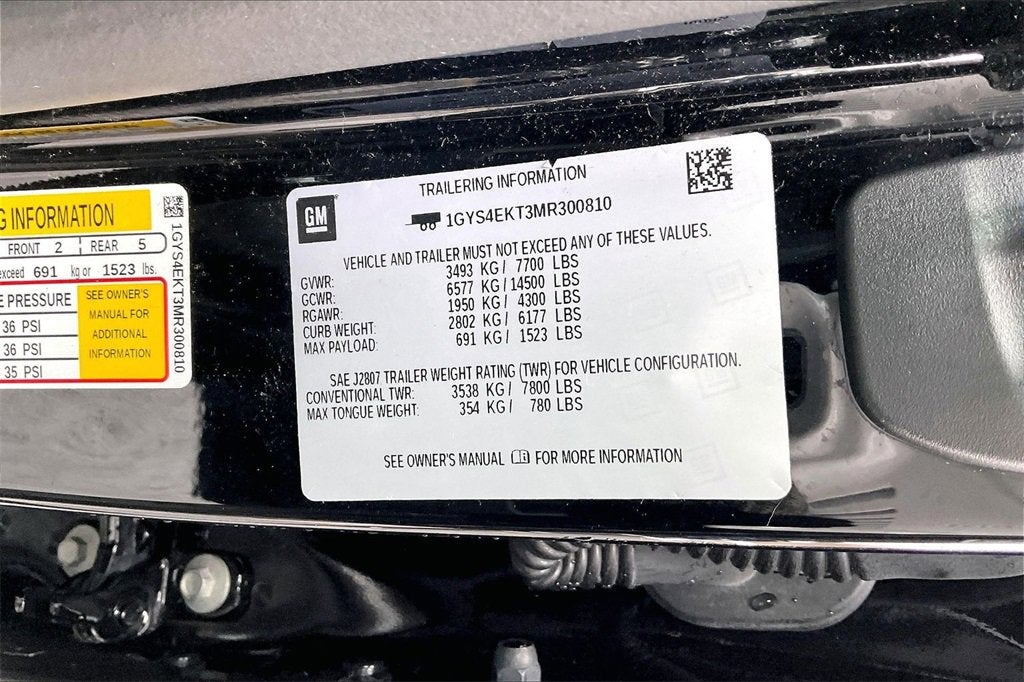 G INFORMATION
FRONT 2 REAR 5
exceed 691 kg or 1523 lbs.
E PRESSURE
36 PSI
36 PSI
35 PSI
SEE OWNER'S
MANUAL FOR
ADDITIONAL
INFORMATION
1GYS4EKT3MR300810
GM
TRAILERING INFORMATION
1GYS4EKT3MR300810
VEHICLE AND TRAILER MUST NOT EXCEED ANY OF THESE VALUES.
GVWR: 3493 KG/ 7700 LBS
GCWR: 6577 KG/ 14500 LBS
RGAWR: 1950 KG/ 4300 LBS
CURB WEIGHT: 2802 KG/ 6177 LBS
MAX PAYLOAD: 691 KG/ 1523 LBS
SAE J2807 TRAILER WEIGHT RATING (TWR) FOR VEHICLE CONFIGURATION.
CONVENTIONAL TWR: 3538 KG/ 7800 LBS
MAX TONGUE WEIGHT: 354 KG/ 780 LBS
SEE OWNER'S MANUAL FOR MORE INFORMATION